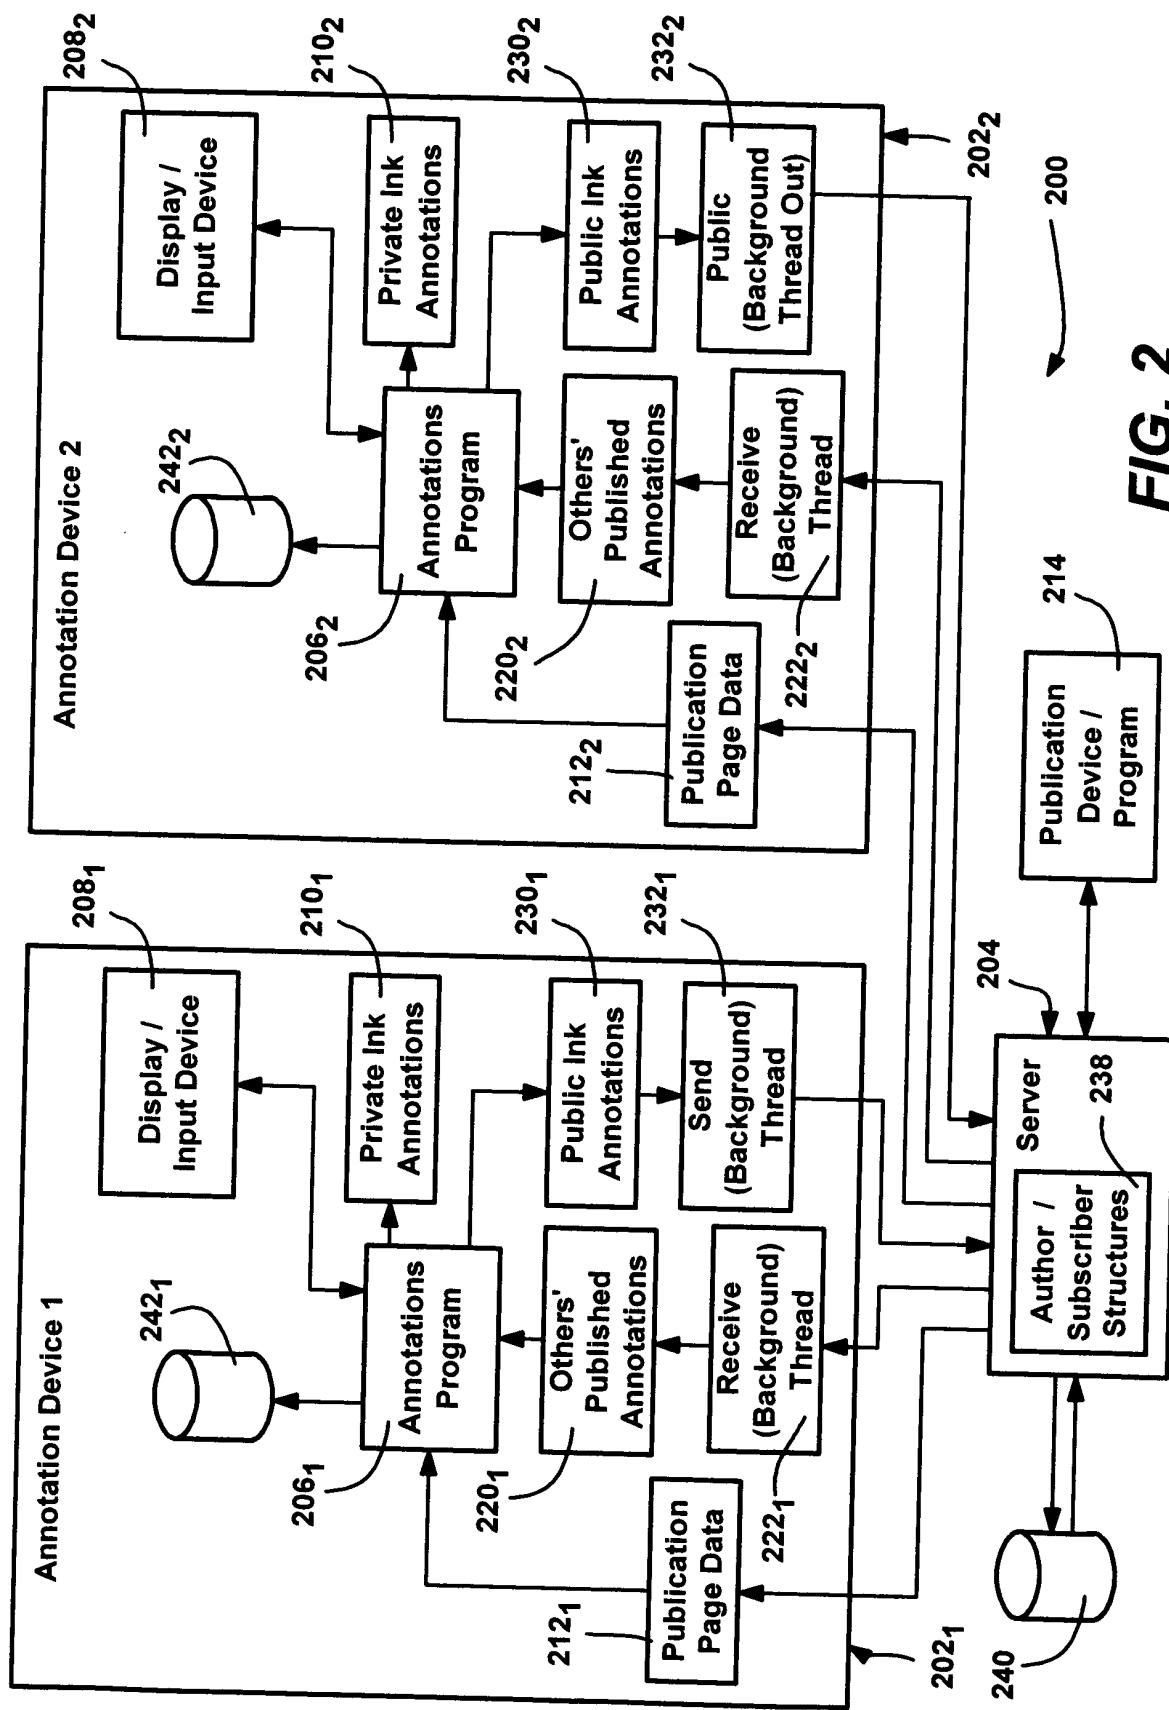 Annotation Device 1
242₁
208₁
Display /
Input Device
206₁
Annotations
Program
Private Ink
Annotations
210₁
212₁
Publication
Page Data
220₁
Others'
Published
Annotations
Public Ink
Annotations
230₁
222₁
Receive
(Background)
Thread
Send
(Background)
Thread
232₁
202₁
Annotation Device 2
242₂
208₂
Display /
Input Device
206₂
Annotations
Program
Private Ink
Annotations
210₂
212₂
Publication
Page Data
220₂
Others'
Published
Annotations
Public Ink
Annotations
230₂
222₂
Receive
(Background)
Thread
Public
(Background
Thread Out)
232₂
202₂
240
Server
204
Author /
Subscriber
Structures
238
Publication
Device /
Program
214
200
FIG. 2